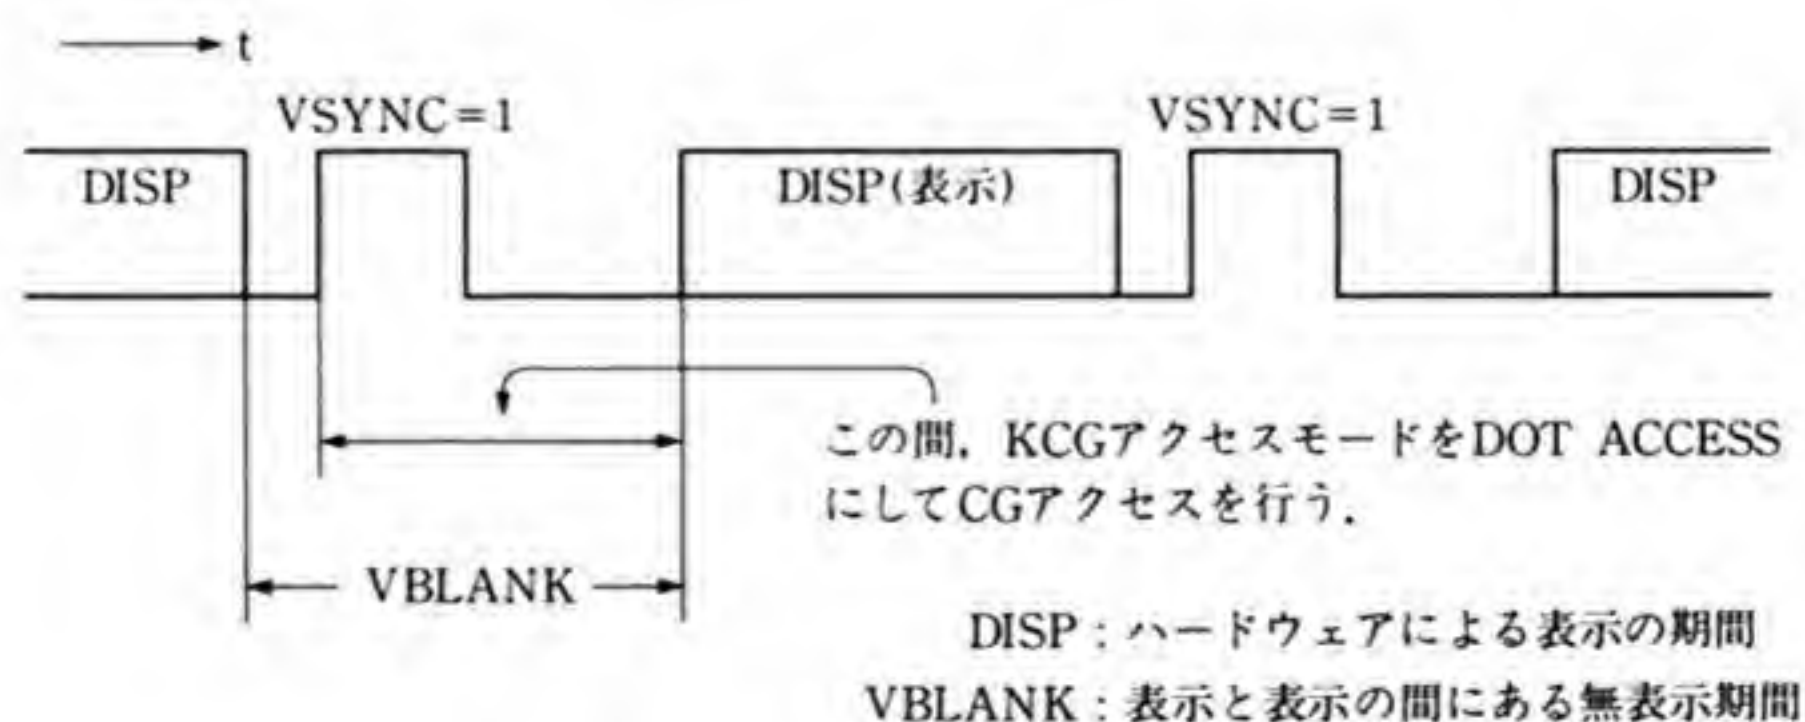 t
VSYNC=1
VSYNC=1
DISP
DISP(表示)
DISP
この間，KCGアクセスモードをDOT ACCESS
にしてCGアクセスを行う．
VBLANK
DISP：ハードウェアによる表示の期間
VBLANK：表示と表示の間にある無表示期間